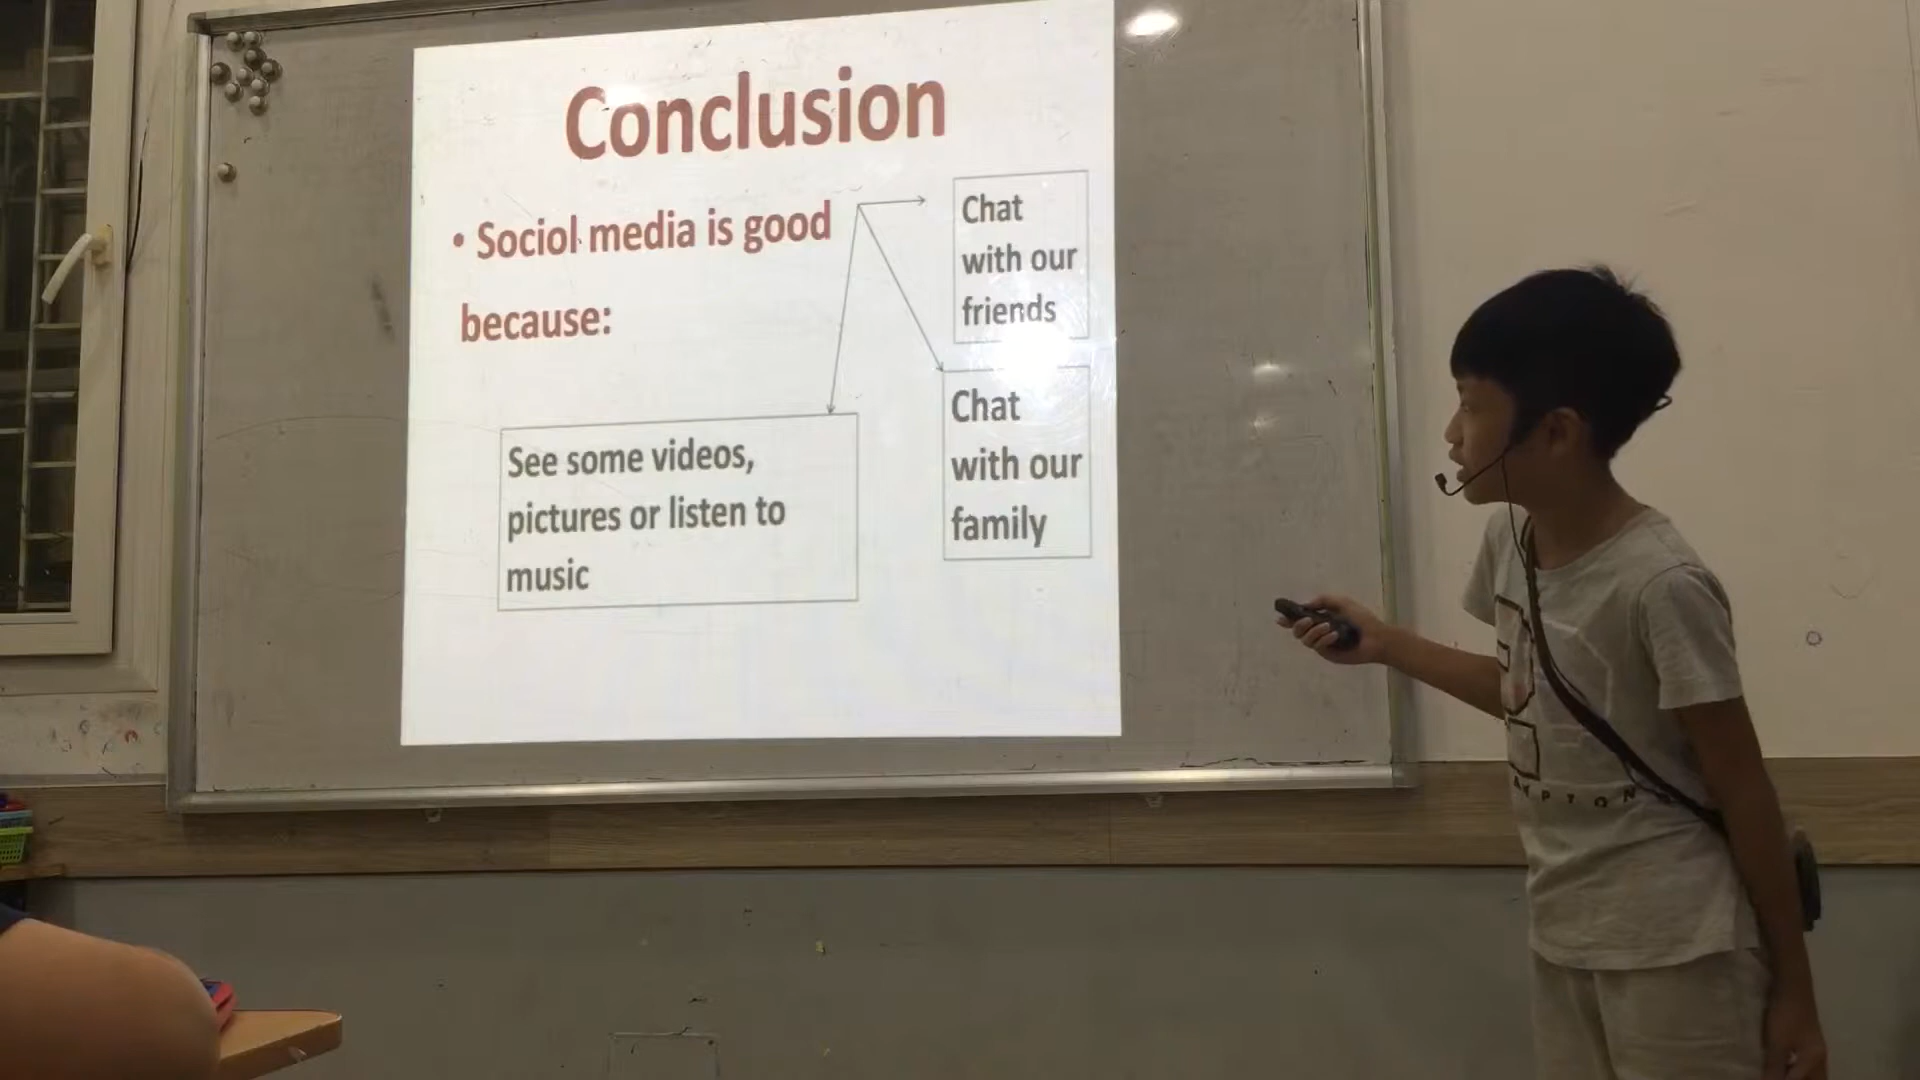 Conclusion
• Sociol media is good
because:
Chat
with our
friends
Chat
with our
family
See some videos,
pictures or listen to
music